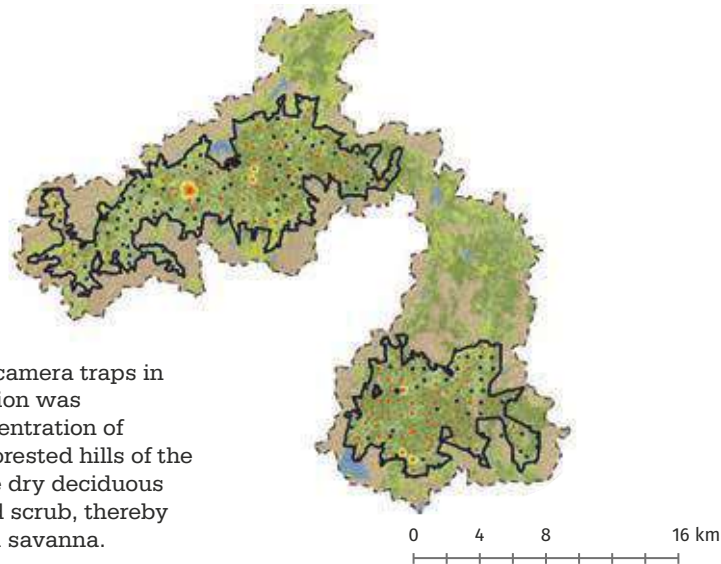 camera traps in
ion was
entration of
orested hills of the
e dry deciduous
d scrub, thereby
savanna.
0 4 8 16 km